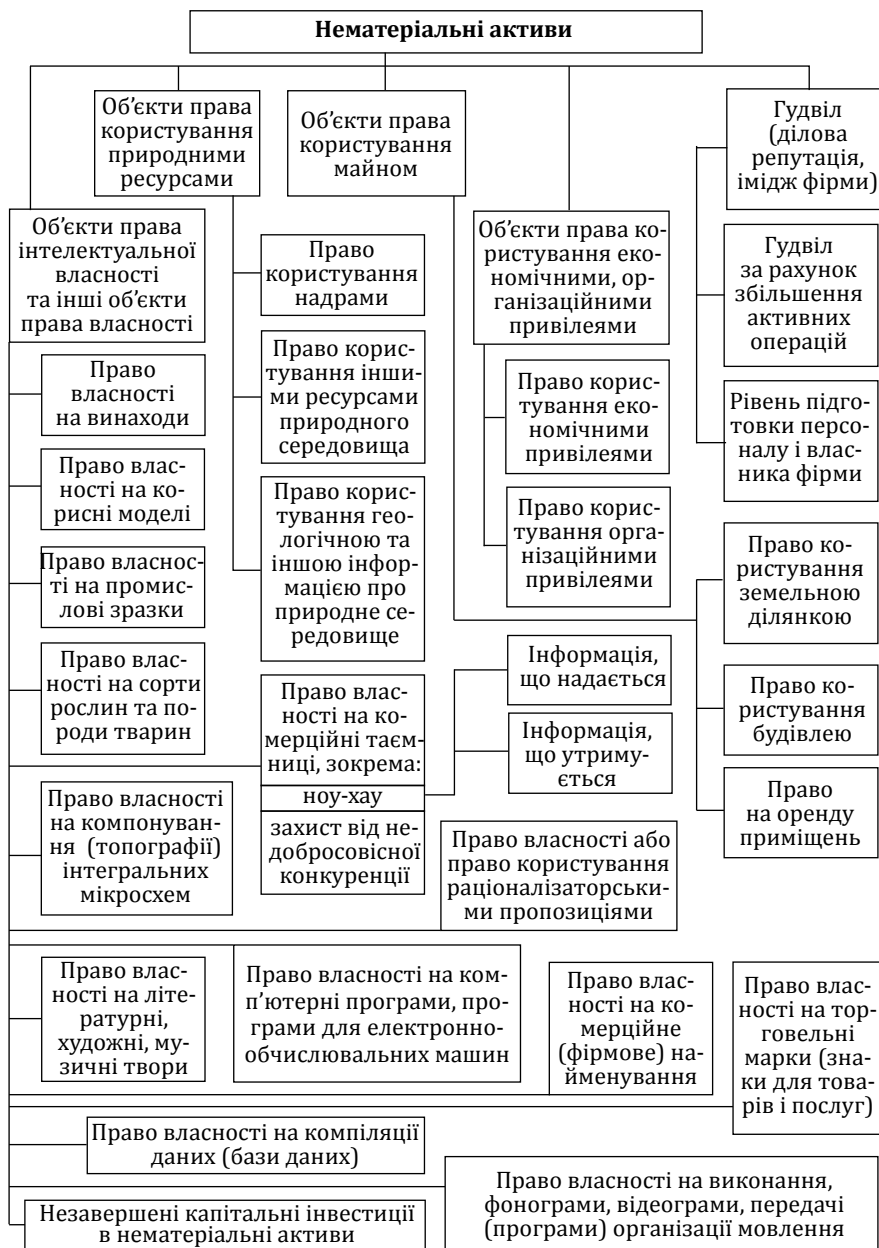 Нематеріальні активи
Об’єкти права
користування
природними
ресурсами
Об’єкти права
користування
майном
Гудвіл
(ділова
репутація,
імідж фірми)
Об’єкти права
інтелектуальної
власності
та інші об’єкти
права власності
Право
користування
надрами
Об’єкти права ко-
ристування еко-
номічними, ор-
ганізаційними
привілеями
Гудвіл
за рахунок
збільшення
активних
операцій
Право
власності
на винаходи
Право корис-
тування інши-
ми ресурсами
природного
середовища
Право корис-
тування еко-
номічними
привілеями
Рівень підго-
товки персо-
налу і влас-
ника фірми
Право влас-
ності на ко-
рисні моделі
Право корис-
тування гео-
логічною та
іншою інфор-
мацією про
природне се-
редовище
Право корис-
тування орга-
нізаційними
привілеями
Право ко-
ристування
земельною
ділянкою
Право власнос-
ті на промис-
лові зразки
Право влас-
ності на сорти
рослин та по-
роди тварин
Право влас-
ності на ко-
мерційні таєм-
ниці, зокрема:
ноу-хау
захист від не-
добросовісної
конкуренції
Інформація,
що надається
Інформація,
що утриму-
ється
Право ко-
ристування
будівлею
Право
на оренду
приміщень
Право власності
на компонуван-
ня (топографії)
інтегральних
мікросхем
Право власності або
право користування
раціоналізаторськи-
ми пропозиціями
Право влас-
ності на літе-
ратурні,
художні, му-
зичні твори
Право власності на ком-
п’ютерні програми, про-
грами для електронно-
обчислювальних машин
Право влас-
ності на ко-
мерційне
(фірмове) на-
йменування
Право влас-
ності на тор-
говельні
марки (зна-
ки для това-
рів і послуг)
Право власності на компіляції
даних (бази даних)
Право власності на виконання,
фонограми, відеограми, передачі
(програми) організації мовлення
Незавершені капітальні інвестиції
в нематеріальні активи